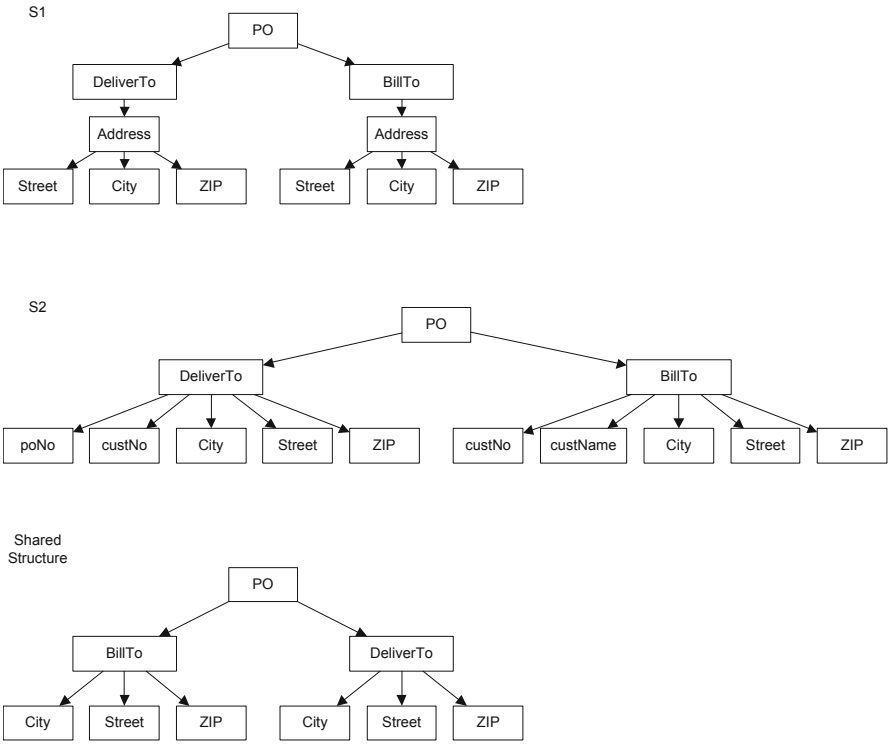 S1
PO
DeliverTo
BillTo
Address
Address
Street
City
ZIP
Street
City
ZIP
S2
PO
DeliverTo
BillTo
poNo
custNo
City
Street
ZIP
custNo
custName
City
Street
ZIP
Shared
Structure
PO
BillTo
DeliverTo
City
Street
ZIP
City
Street
ZIP